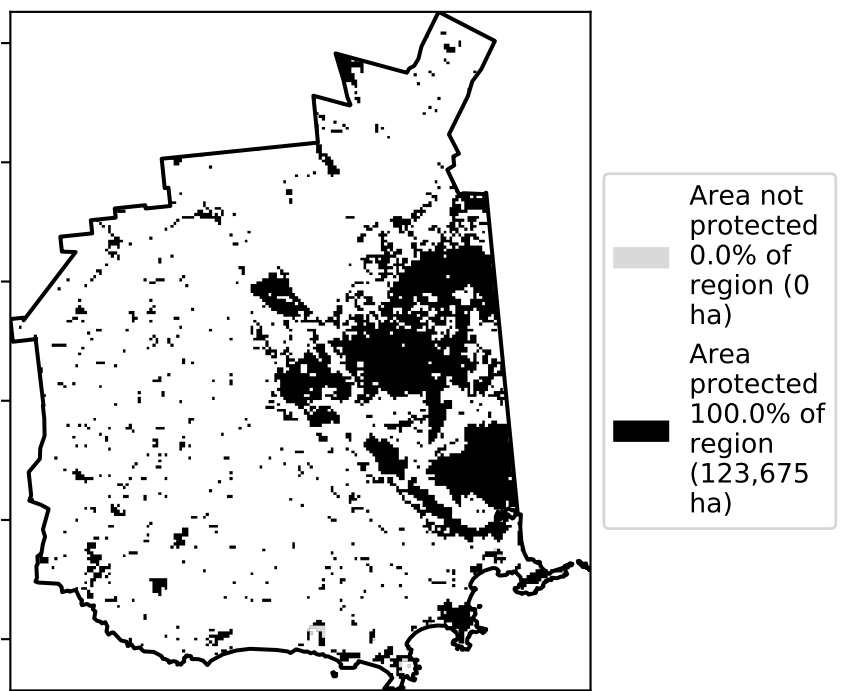 Area not
protected
0.0% of
region (0
ha)
Area
protected
100.0% of
region
(123,675
ha)